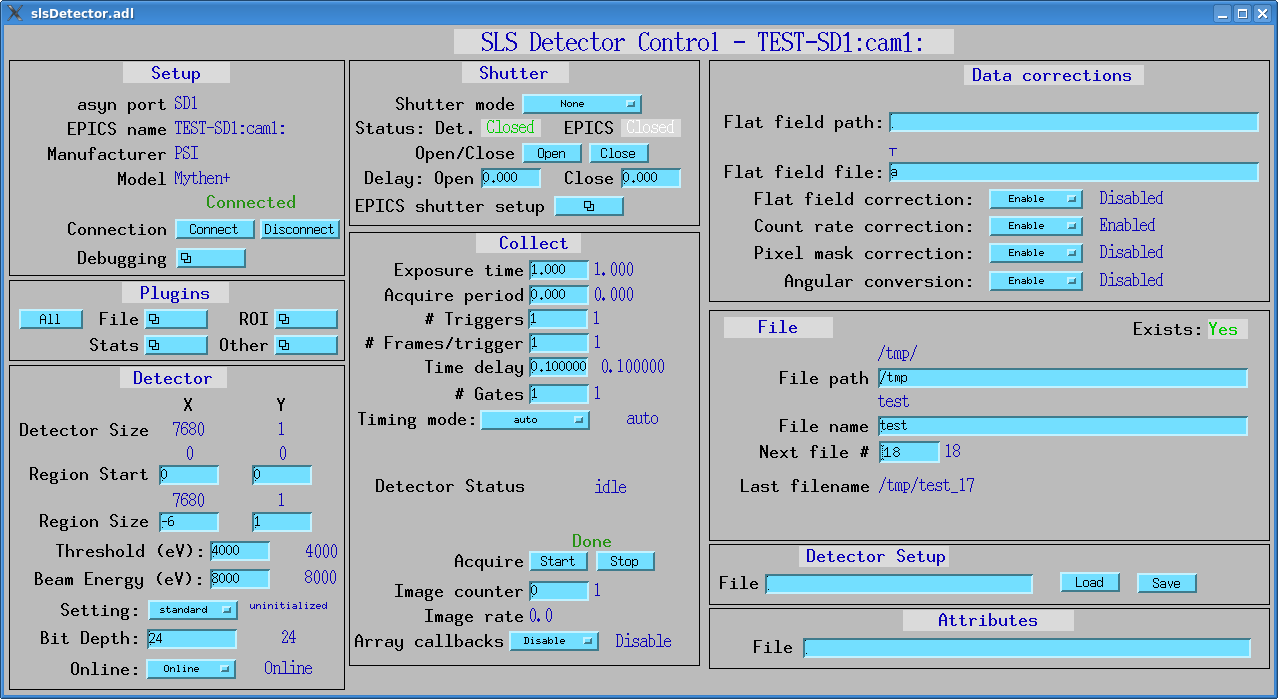 slsDetector.adl
SLS Detector Control - TEST-SD1:cam1:
Setup
asyn port SD1
EPICS name TEST-SD1:cam1:
Manufacturer PSI
Model Mythen+
Connected
Connection Connect Disconnect
Debugging
Plugins
All File ROI
Stats Other
Detector
X Y
Detector Size 7680 1
0 0
Region Start 0 0
7680 1
Region Size -6 1
Threshold (eV): 4000 4000
Beam Energy (eV): 8000 8000
Setting: standard uninitialized
Bit Depth: 24 24
Online: Online Online
Shutter
Shutter mode None
Status: Det. Closed EPICS Closed
Open/Close Open Close
Delay: Open 0.000 Close 0.000
EPICS shutter setup
Collect
Exposure time 1.000 1.000
Acquire period 0.000 0.000
# Triggers 1 1
# Frames/trigger 1 1
Time delay 0.100000 0.100000
# Gates 1 1
Timing mode: auto auto
Detector Status idle
Done
Acquire Start Stop
Image counter 0 1
Image rate 0.0
Array callbacks Disable Disable
Data corrections
Flat field path:
T
Flat field file: a
Flat field correction: Enable Disabled
Count rate correction: Enable Enabled
Pixel mask correction: Enable Disabled
Angular conversion: Enable Disabled
File Exists: Yes
/tmp/
File path /tmp
test
File name test
Next file # 18 18
Last filename /tmp/test_17
Detector Setup
File Load Save
Attributes
File